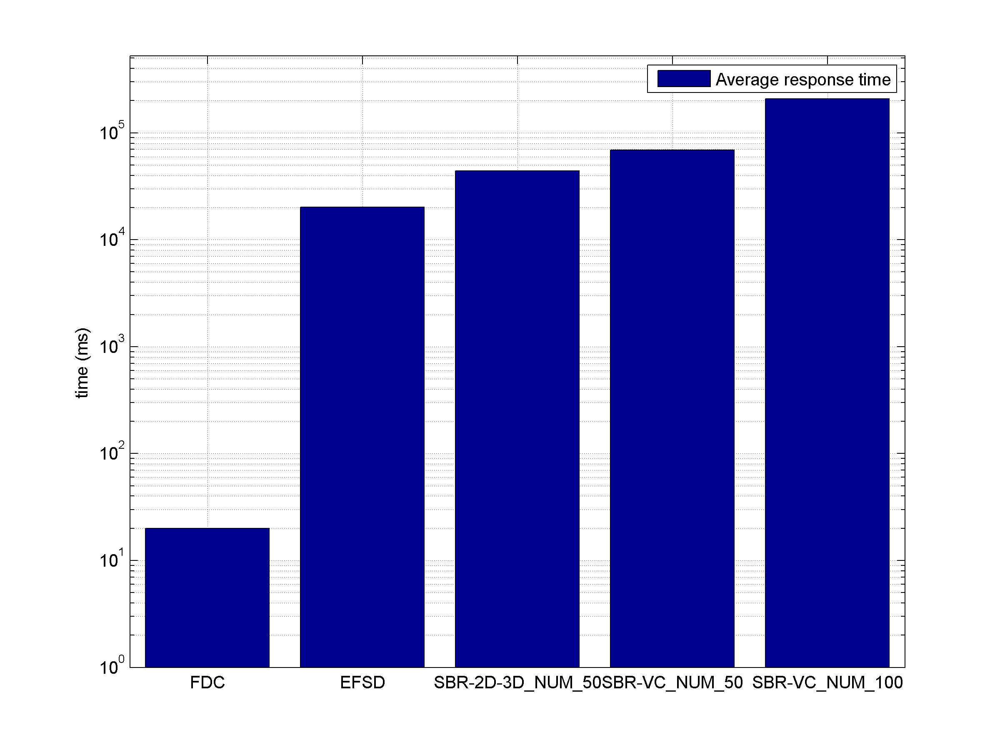 Average response time
10^5
10^4
10^3
10^2
10^1
10^0
time (ms)
FDC EFSD SBR-2D-3D_NUM_50 SBR-VC_NUM_50 SBR-VC_NUM_100